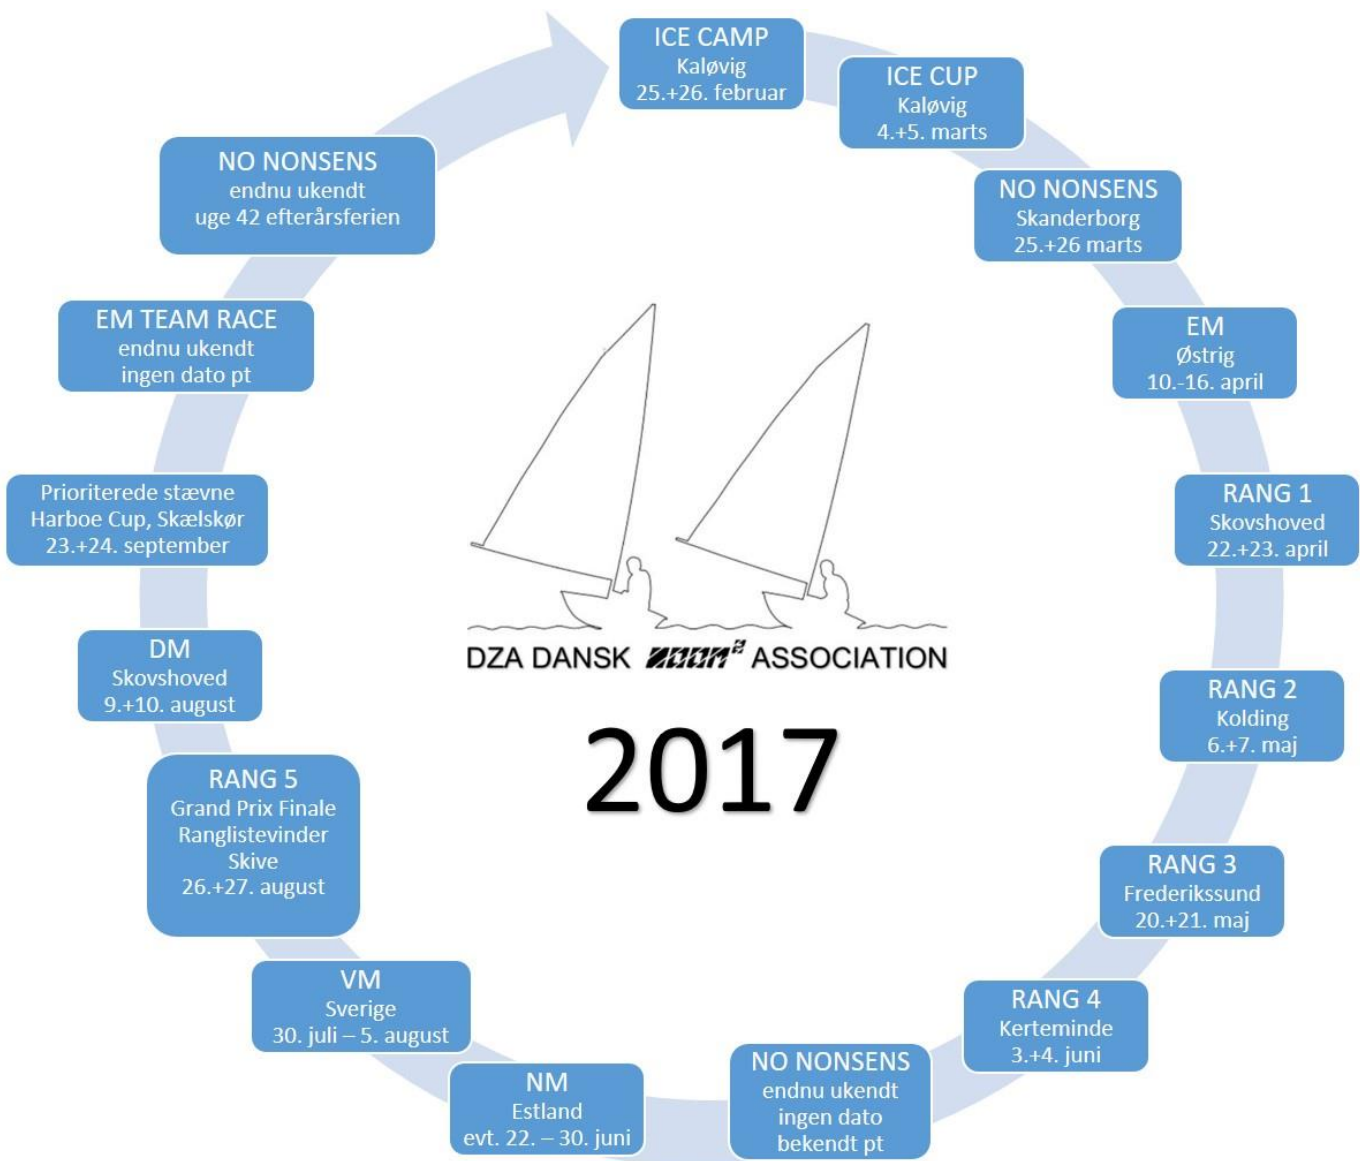 ICE CAMP
Kaløvig
25.+26. februar
ICE CUP
Kaløvig
4.+5. marts
NO NONSENS
Skanderborg
25.+26 marts
EM
Østrig
10.-16. april
RANG 1
Skovshoved
22.+23. april
RANG 2
Kolding
6.+7. maj
RANG 3
Frederikssund
20.+21. maj
RANG 4
Kerteminde
3.+4. juni
NO NONSENS
endnu ukendt
ingen dato
bekendt pt
NM
Estland
evt. 22. – 30. juni
VM
Sverige
30. juli – 5. august
RANG 5
Grand Prix Finale
Ranglistevinder
Skive
26.+27. august
DM
Skovshoved
9.+10. august
Prioriterede stævne
Harboe Cup, Skælskør
23.+24. september
EM TEAM RACE
endnu ukendt
ingen dato pt
NO NONSENS
endnu ukendt
uge 42 efterårsferien
DZA DANSK ZOOM⁸ ASSOCIATION
2017